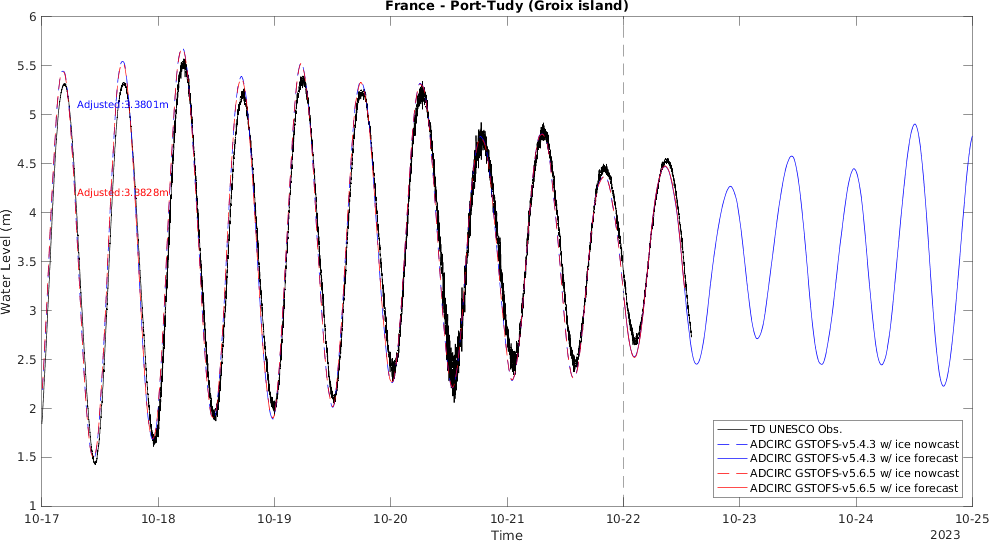 France - Port-Tudy (Groix island)
6
5.5
5
4.5
4
3.5
3
2.5
2
1.5
1
Water Level (m)
Adjusted:3.3801m
Adjusted:3.3828m
TD UNESCO Obs.
ADCIRC GSTOFS-v5.4.3 w/ ice nowcast
ADCIRC GSTOFS-v5.4.3 w/ ice forecast
ADCIRC GSTOFS-v5.6.5 w/ ice nowcast
ADCIRC GSTOFS-v5.6.5 w/ ice forecast
10-17 10-18 10-19 10-20 10-21 10-22 10-23 10-24 10-25
Time
2023